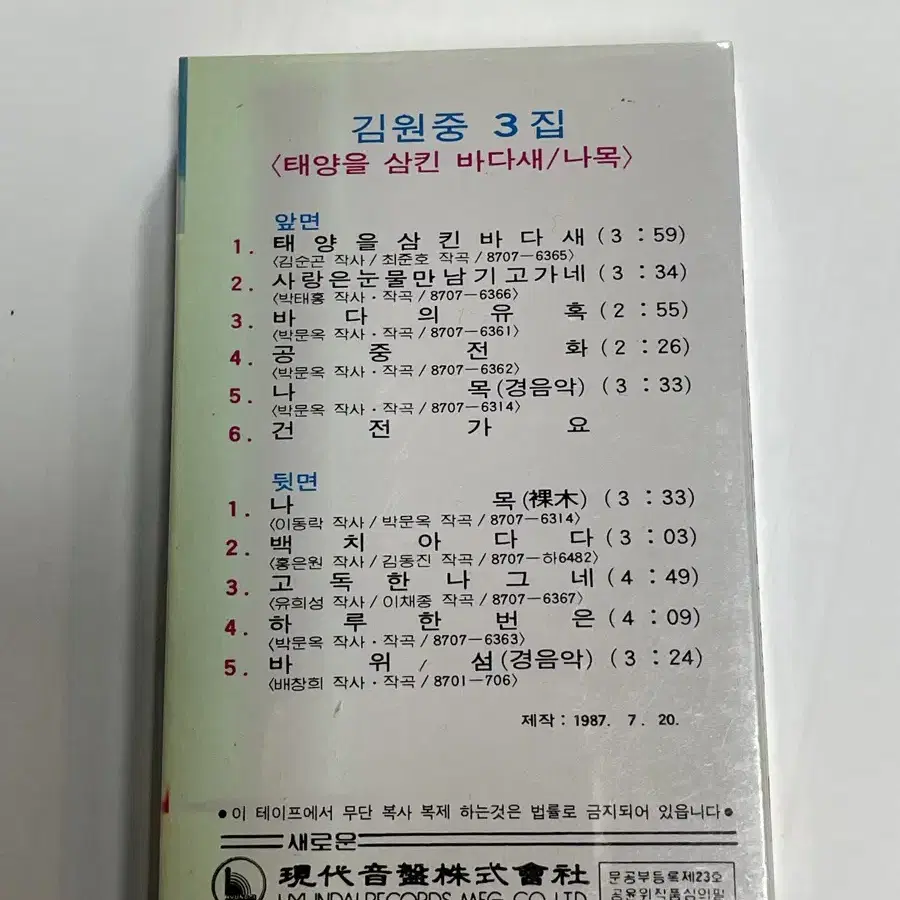 김원중 3집
〈태양을 삼킨 바다새/나목〉
앞면
1. 태양을삼킨바다새 (3 : 59)
〈김순곤 작사/최준호 작곡/8707-6365〉
2. 사랑은눈물만남기고가네 (3 : 34)
〈박태홍 작사·작곡/8707-6366〉
3. 바다의유혹 (2 : 55)
〈박문옥 작사·작곡/8707-6361〉
4. 공중전화 (2 : 26)
〈박문옥 작사·작곡/8707-6362〉
5. 나목(경음악) (3 : 33)
〈박문옥 작사·작곡/8707-6314〉
6. 건전가요
뒷면
1. 나목(裸木) (3 : 33)
〈이동락 작사/박문옥 작곡/8707-6314〉
2. 백치아다다 (3 : 03)
〈홍은원 작사/김동진 작곡/8707-하6482〉
3. 고독한나그네 (4 : 49)
〈유희성 작사/이채종 작곡/8707-6367〉
4. 하루한번은 (4 : 09)
〈박문옥 작사·작곡/8707-6363〉
5. 바위/섬(경음악) (3 : 24)
〈배창희 작사·작곡/8701-706〉
제작 : 1987. 7. 20.
●이 테이프에서 무단 복사 복제 하는것은 법률로 금지되어 있읍니다●
새로운
現代音盤株式會社
문공부등록제23호
HYUNDAI RECORDS MFG. CO. LTD
공윤위작품심의필